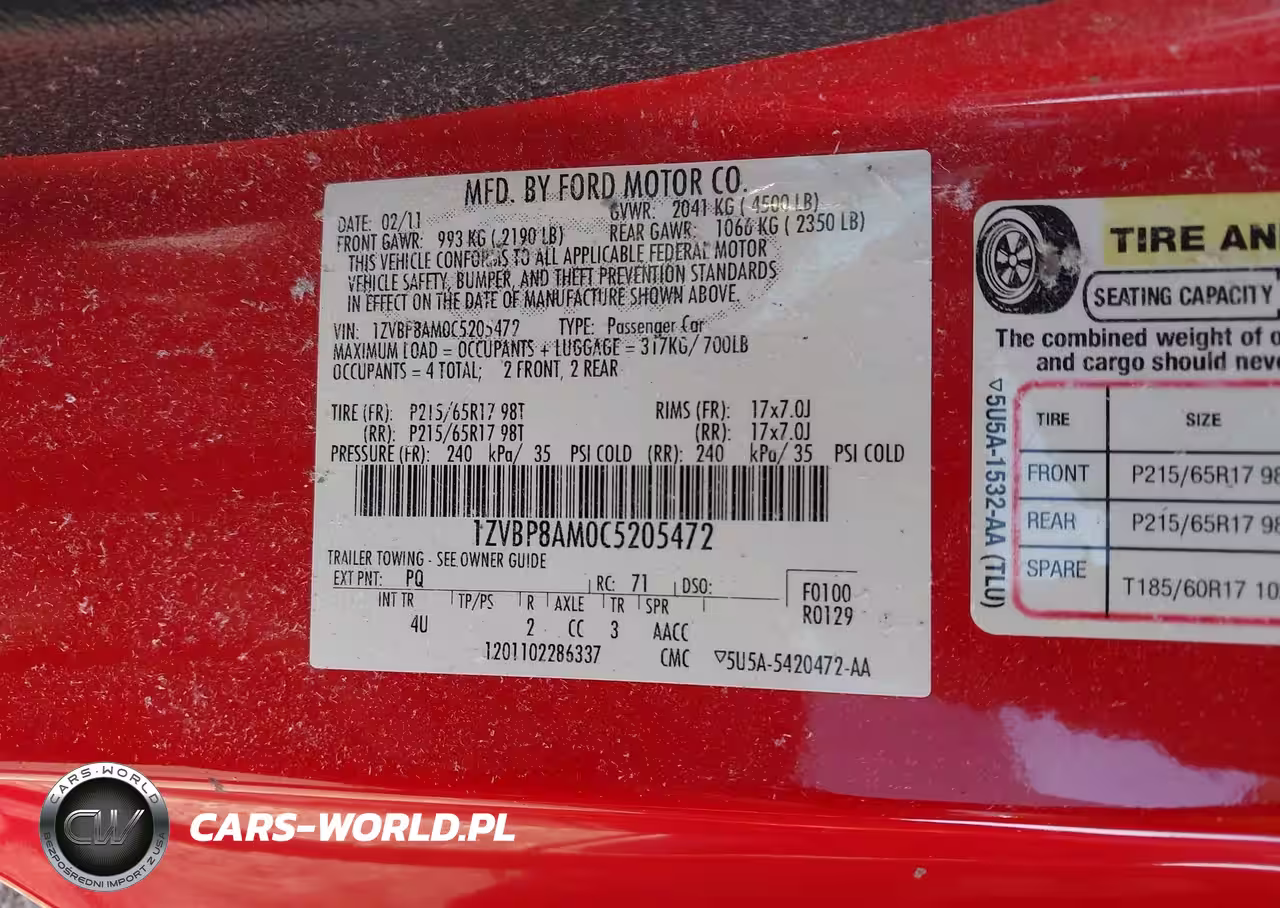 MFD. BY FORD MOTOR CO.
DATE: 02/11
GVWR: 2041 KG ( 4500 LB)
FRONT GAWR: 993 KG ( 2190 LB)
REAR GAWR: 1066 KG ( 2350 LB)
THIS VEHICLE CONFORMS TO ALL APPLICABLE FEDERAL MOTOR
VEHICLE SAFETY, BUMPER, AND THEFT PREVENTION STANDARDS
IN EFFECT ON THE DATE OF MANUFACTURE SHOWN ABOVE.
VIN: 1ZVBP8AM0C5205472 TYPE: Passenger Car
MAXIMUM LOAD = OCCUPANTS + LUGGAGE = 317KG/ 700LB
OCCUPANTS = 4 TOTAL; 2 FRONT, 2 REAR
TIRE (FR): P215/65R17 98T RIMS (FR): 17x7.0J
(RR): P215/65R17 98T (RR): 17x7.0J
PRESSURE (FR): 240 kPa/ 35 PSI COLD (RR): 240 kPa/ 35 PSI COLD
1ZVBP8AM0C5205472
TRAILER TOWING - SEE OWNER GUIDE
EXT PNT: PQ RC: 71 DSO:
F0100
R0129
INT TR TP/PS R AXLE TR SPR
4U 2 CC 3 AACC
1201102286337 CMC ▽5U5A-5420472-AA
TIRE AN
SEATING CAPACITY
The combined weight of o
and cargo should neve
▽5U5A-1532-AA (TLU)
TIRE SIZE
FRONT P215/65R17 98
REAR P215/65R17 98
SPARE T185/60R17 10
CARS-WORLD
CW
BEZPOŚREDNI IMPORT Z USA
CARS-WORLD.PL